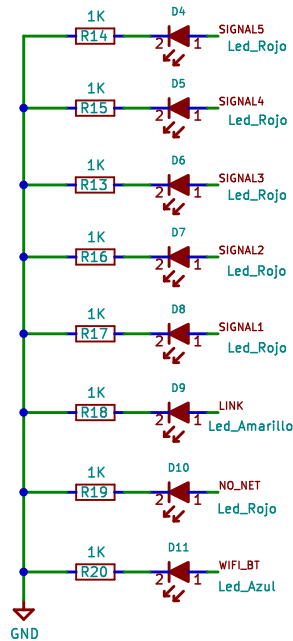 1K
D4
R14
2
1
SIGNAL5
Led_Rojo
1K
D5
R15
2
1
SIGNAL4
Led_Rojo
1K
D6
R13
2
1
SIGNAL3
Led_Rojo
1K
D7
R16
2
1
SIGNAL2
Led_Rojo
1K
D8
R17
2
1
SIGNAL1
Led_Rojo
1K
D9
R18
2
1
LINK
Led_Amarillo
1K
D10
R19
2
1
NO_NET
Led_Rojo
1K
D11
R20
2
1
WIFI_BT
Led_Azul
GND